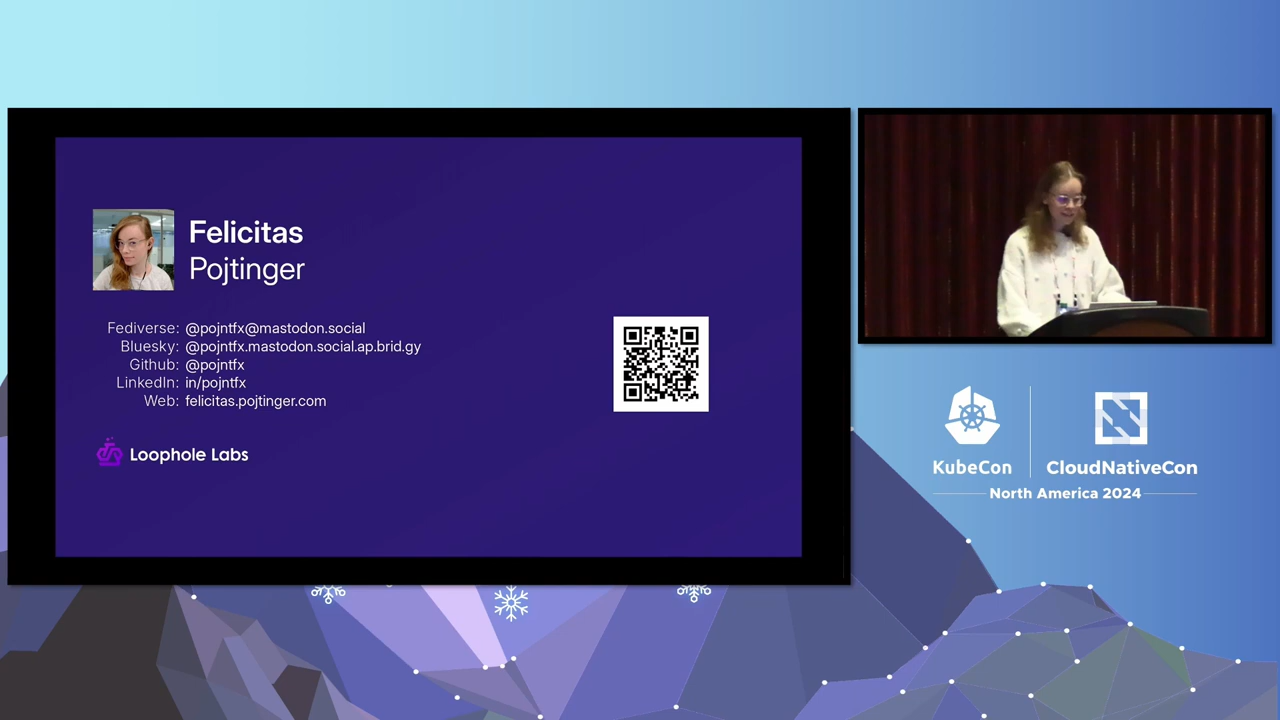 Felicitas
Pojtinger
Fediverse: @pojntfx@mastodon.social
Bluesky: @pojntfx.mastodon.social.ap.brid.gy
Github: @pojntfx
LinkedIn: in/pojntfx
Web: felicitas.pojtinger.com
Loophole Labs
KubeCon
CloudNativeCon
North America 2024